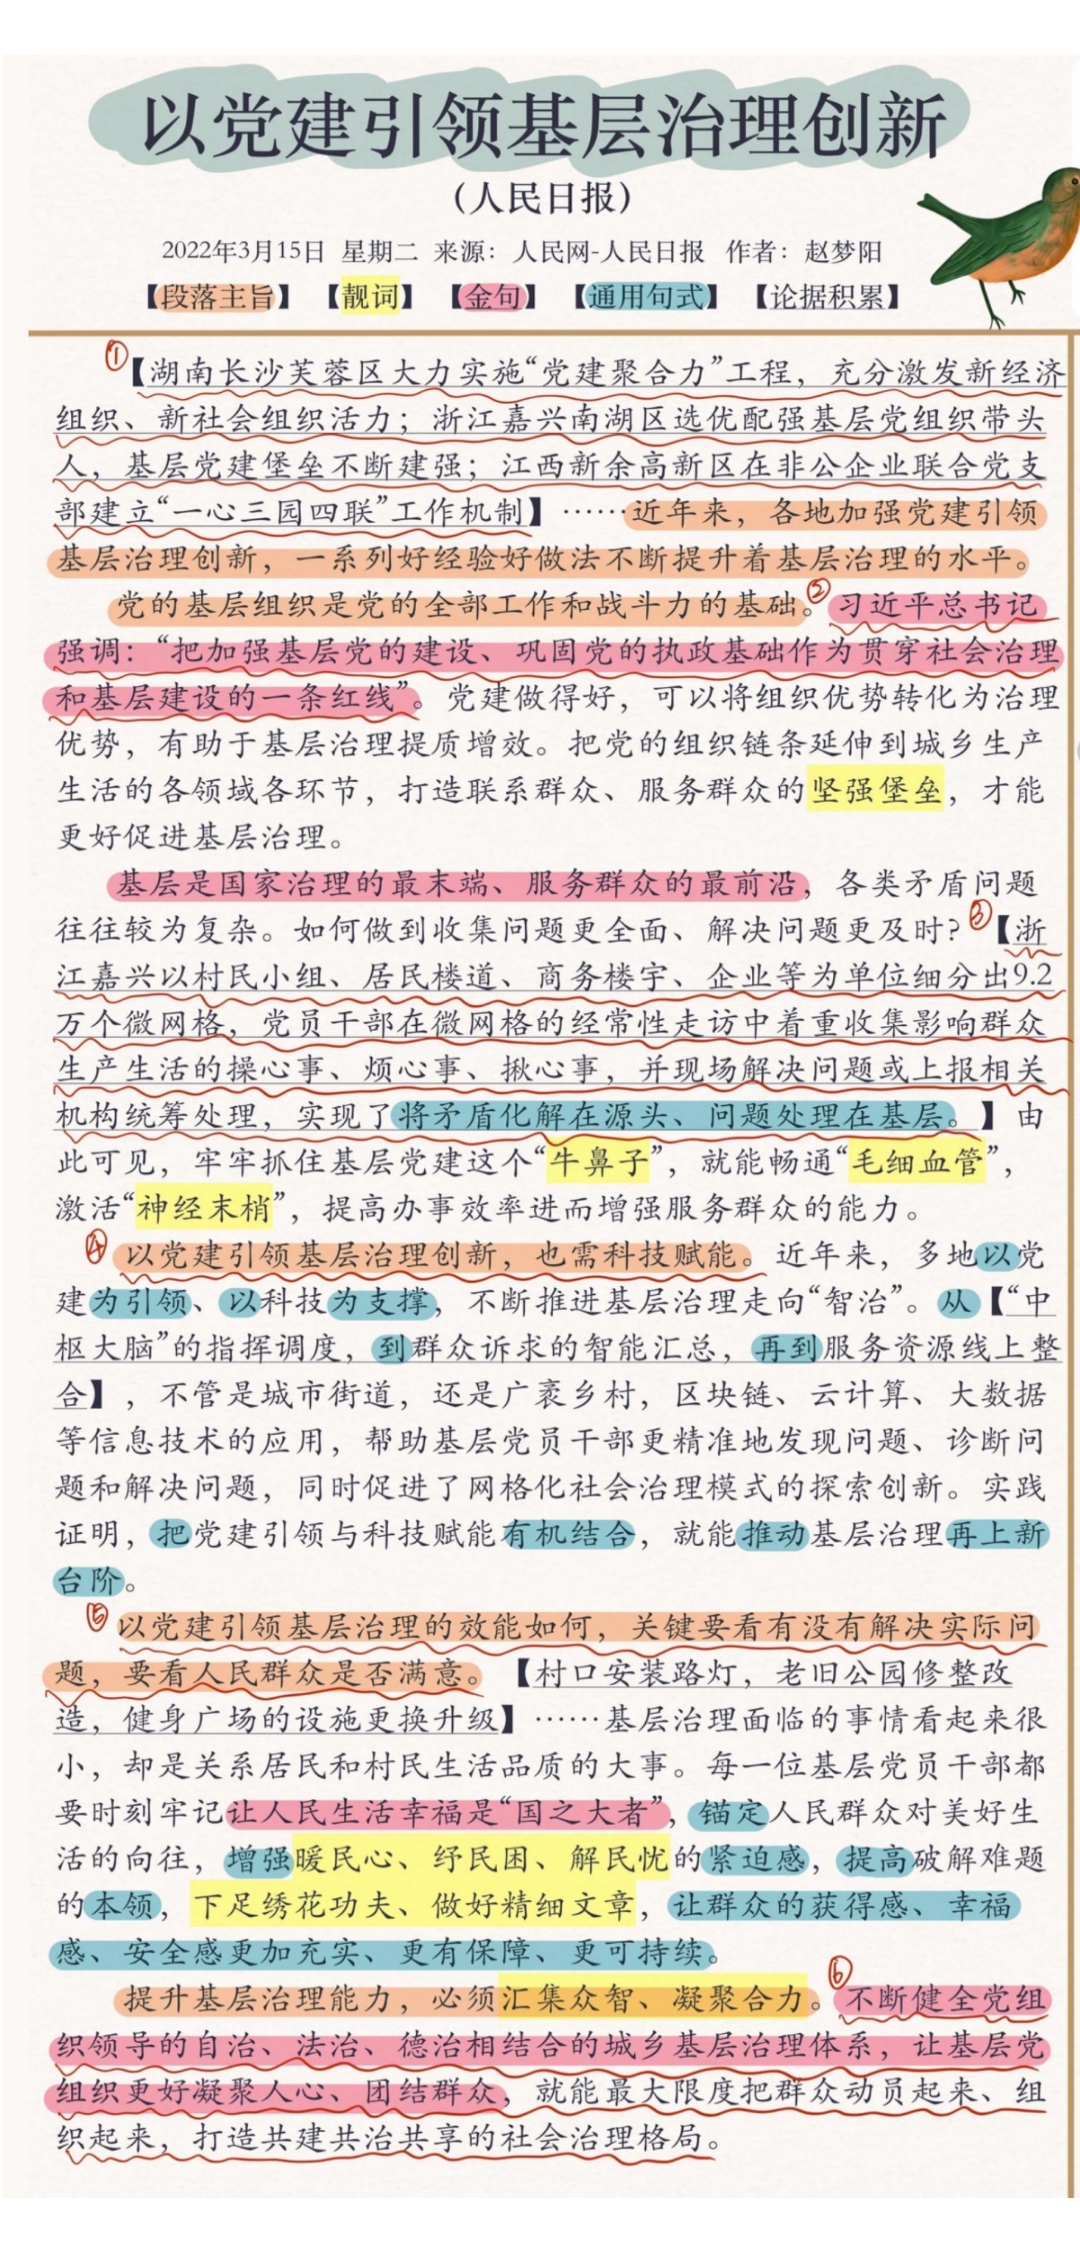 以党建引领基层治理创新
（人民日报）
2022年3月15日 星期二 来源：人民网-人民日报 作者：赵梦阳
【段落主旨】 【靓词】 【金句】 【通用句式】 【论据积累】
①【湖南长沙芙蓉区大力实施“党建聚合力”工程，充分激发新经济
组织、新社会组织活力；浙江嘉兴南湖区选优配强基层党组织带头
人，基层党建堡垒不断建强；江西新余高新区在非公企业联合党支
部建立“一心三园四联”工作机制】……近年来，各地加强党建引领
基层治理创新，一系列好经验好做法不断提升着基层治理的水平。
党的基层组织是党的全部工作和战斗力的基础。②习近平总书记
强调：“把加强基层党的建设、巩固党的执政基础作为贯穿社会治理
和基层建设的一条红线”。党建做得好，可以将组织优势转化为治理
优势，有助于基层治理提质增效。把党的组织链条延伸到城乡生产
生活的各领域各环节，打造联系群众、服务群众的坚强堡垒，才能
更好促进基层治理。
基层是国家治理的最末端、服务群众的最前沿，各类矛盾问题
往往较为复杂。如何做到收集问题更全面、解决问题更及时?③【浙
江嘉兴以村民小组、居民楼道、商务楼宇、企业等为单位细分出9.2
万个微网格，党员干部在微网格的经常性走访中着重收集影响群众
生产生活的操心事、烦心事、揪心事，并现场解决问题或上报相关
机构统筹处理，实现了将矛盾化解在源头、问题处理在基层。】由
此可见，牢牢抓住基层党建这个“牛鼻子”，就能畅通“毛细血管”，
激活“神经末梢”，提高办事效率进而增强服务群众的能力。
④以党建引领基层治理创新，也需科技赋能。近年来，多地以党
建为引领、以科技为支撑，不断推进基层治理走向“智治”。从【“中
枢大脑”的指挥调度，到群众诉求的智能汇总，再到服务资源线上整
合】，不管是城市街道，还是广袤乡村，区块链、云计算、大数据
等信息技术的应用，帮助基层党员干部更精准地发现问题、诊断问
题和解决问题，同时促进了网格化社会治理模式的探索创新。实践
证明，把党建引领与科技赋能有机结合，就能推动基层治理再上新
台阶。
⑤以党建引领基层治理的效能如何，关键要看有没有解决实际问
题，要看人民群众是否满意。【村口安装路灯，老旧公园修整改
造，健身广场的设施更换升级】……基层治理面临的事情看起来很
小，却是关系居民和村民生活品质的大事。每一位基层党员干部都
要时刻牢记让人民生活幸福是“国之大者”，锚定人民群众对美好生
活的向往，增强暖民心、纾民困、解民忧的紧迫感，提高破解难题
的本领，下足绣花功夫、做好精细文章，让群众的获得感、幸福
感、安全感更加充实、更有保障、更可持续。
提升基层治理能力，必须汇集众智、凝聚合力。⑥不断健全党组
织领导的自治、法治、德治相结合的城乡基层治理体系，让基层党
组织更好凝聚人心、团结群众，就能最大限度把群众动员起来、组
织起来，打造共建共治共享的社会治理格局。